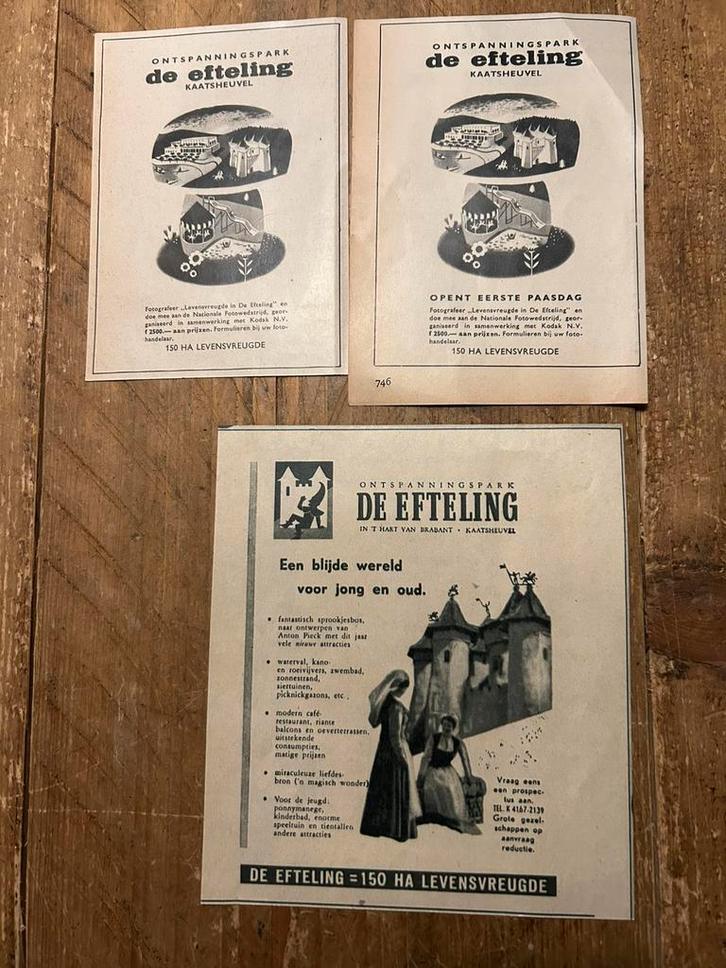 ONTSPANNINGSPARK
de efteling
KAATSHEUVEL
Fotografeer „Levensvreugde in De Efteling" en
doe mee aan de Nationale Fotowedstrijd, geor-
ganiseerd in samenwerking met Kodak N.V.
f 2500.— aan prijzen. Formulieren bij uw foto-
handelaar.
150 HA LEVENSVREUGDE
ONTSPANNINGSPARK
de efteling
KAATSHEUVEL
OPENT EERSTE PAASDAG
Fotografeer „Levensvreugde in De Efteling" en
doe mee aan de Nationale Fotowedstrijd, geor-
ganiseerd in samenwerking met Kodak N.V.
f 2500.— aan prijzen. Formulieren bij uw foto-
handelaar.
150 HA LEVENSVREUGDE
746
ONTSPANNINGSPARK
DE EFTELING
IN 'T HART VAN BRABANT • KAATSHEUVEL
Een blijde wereld
voor jong en oud.
• fantastisch sprookjesbos,
naar ontwerpen van
Anton Pieck met dit jaar
vele nieuwe attracties
• waterval, kano-
en roeivijvers, zwembad,
zonnestrand,
siertuinen,
picknickgazons, etc.
• modern café-
restaurant, riante
balcons en oeverterrassen,
uitstekende
consumpties,
matige prijzen
• miraculeuze liefdes-
bron ('n magisch wonder)
• Voor de jeugd:
ponnymanege,
kinderbad, enorme
speeltuin en tientallen
andere attracties
Vraag eens
een prospec-
tus aan.
TEL. K 4167-2139
Grote gezel-
schappen op
aanvraag
reductie.
DE EFTELING = 150 HA LEVENSVREUGDE